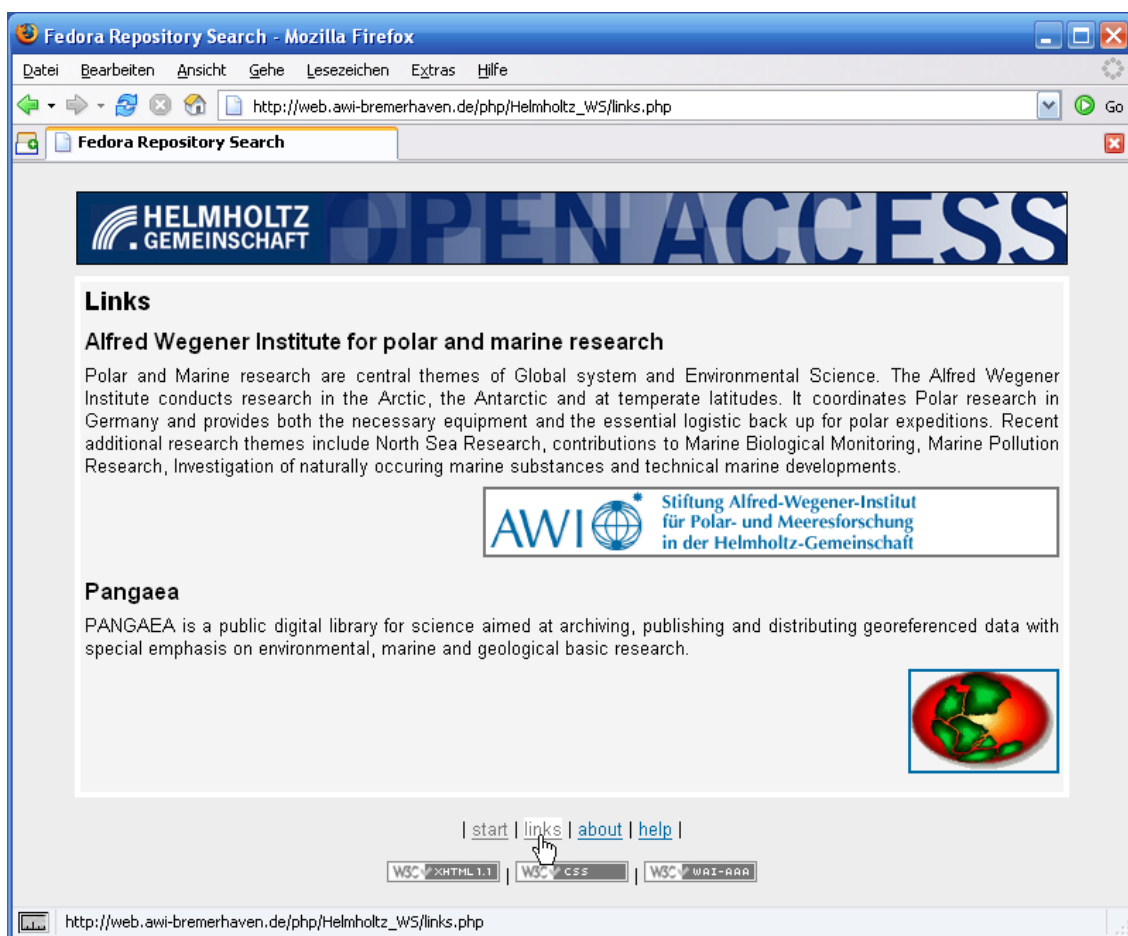 Fedora Repository Search - Mozilla Firefox
Datei Bearbeiten Ansicht Gehe Lesezeichen Extras Hilfe
http://web.awi-bremerhaven.de/php/Helmholtz_WS/links.php Go
Fedora Repository Search
HELMHOLTZ
GEMEINSCHAFT
OPEN ACCESS
Links
Alfred Wegener Institute for polar and marine research
Polar and Marine research are central themes of Global system and Environmental Science. The Alfred Wegener
Institute conducts research in the Arctic, the Antarctic and at temperate latitudes. It coordinates Polar research in
Germany and provides both the necessary equipment and the essential logistic back up for polar expeditions. Recent
additional research themes include North Sea Research, contributions to Marine Biological Monitoring, Marine Pollution
Research, Investigation of naturally occuring marine substances and technical marine developments.
AWI
Stiftung Alfred-Wegener-Institut
für Polar- und Meeresforschung
in der Helmholtz-Gemeinschaft
Pangaea
PANGAEA is a public digital library for science aimed at archiving, publishing and distributing georeferenced data with
special emphasis on environmental, marine and geological basic research.
| start | links | about | help |
W3C XHTML 1.1 | W3C CSS | W3C WAI-AAA
http://web.awi-bremerhaven.de/php/Helmholtz_WS/links.php